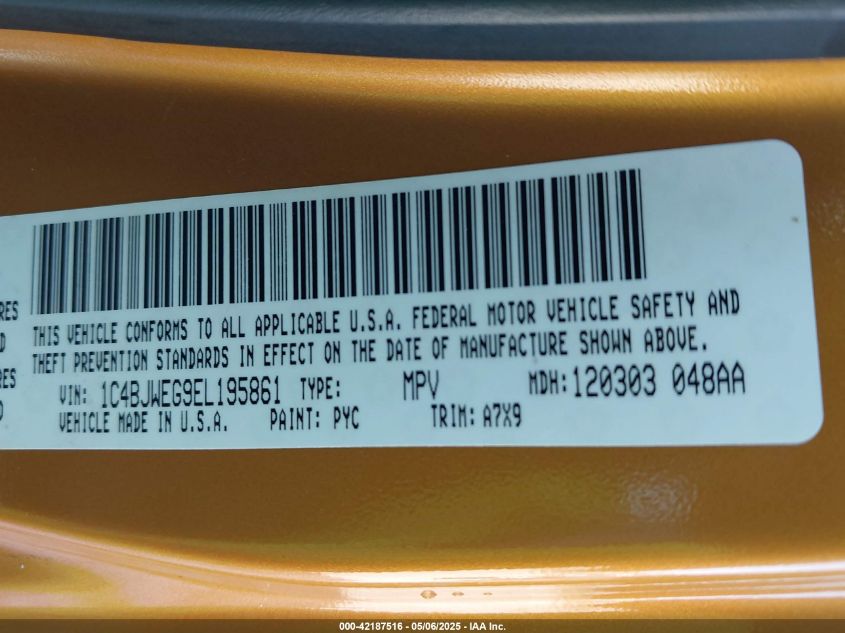 THIS VEHICLE CONFORMS TO ALL APPLICABLE U.S.A. FEDERAL MOTOR VEHICLE SAFETY AND
THEFT PREVENTION STANDARDS IN EFFECT ON THE DATE OF MANUFACTURE SHOWN ABOVE.
VIN: 1C4BJWEG9EL195861 TYPE: MPV MDH:120303 048AA
VEHICLE MADE IN U.S.A. PAINT: PYC TRIM: A7X9
000-42187516 - 05/06/2025 - IAA Inc.